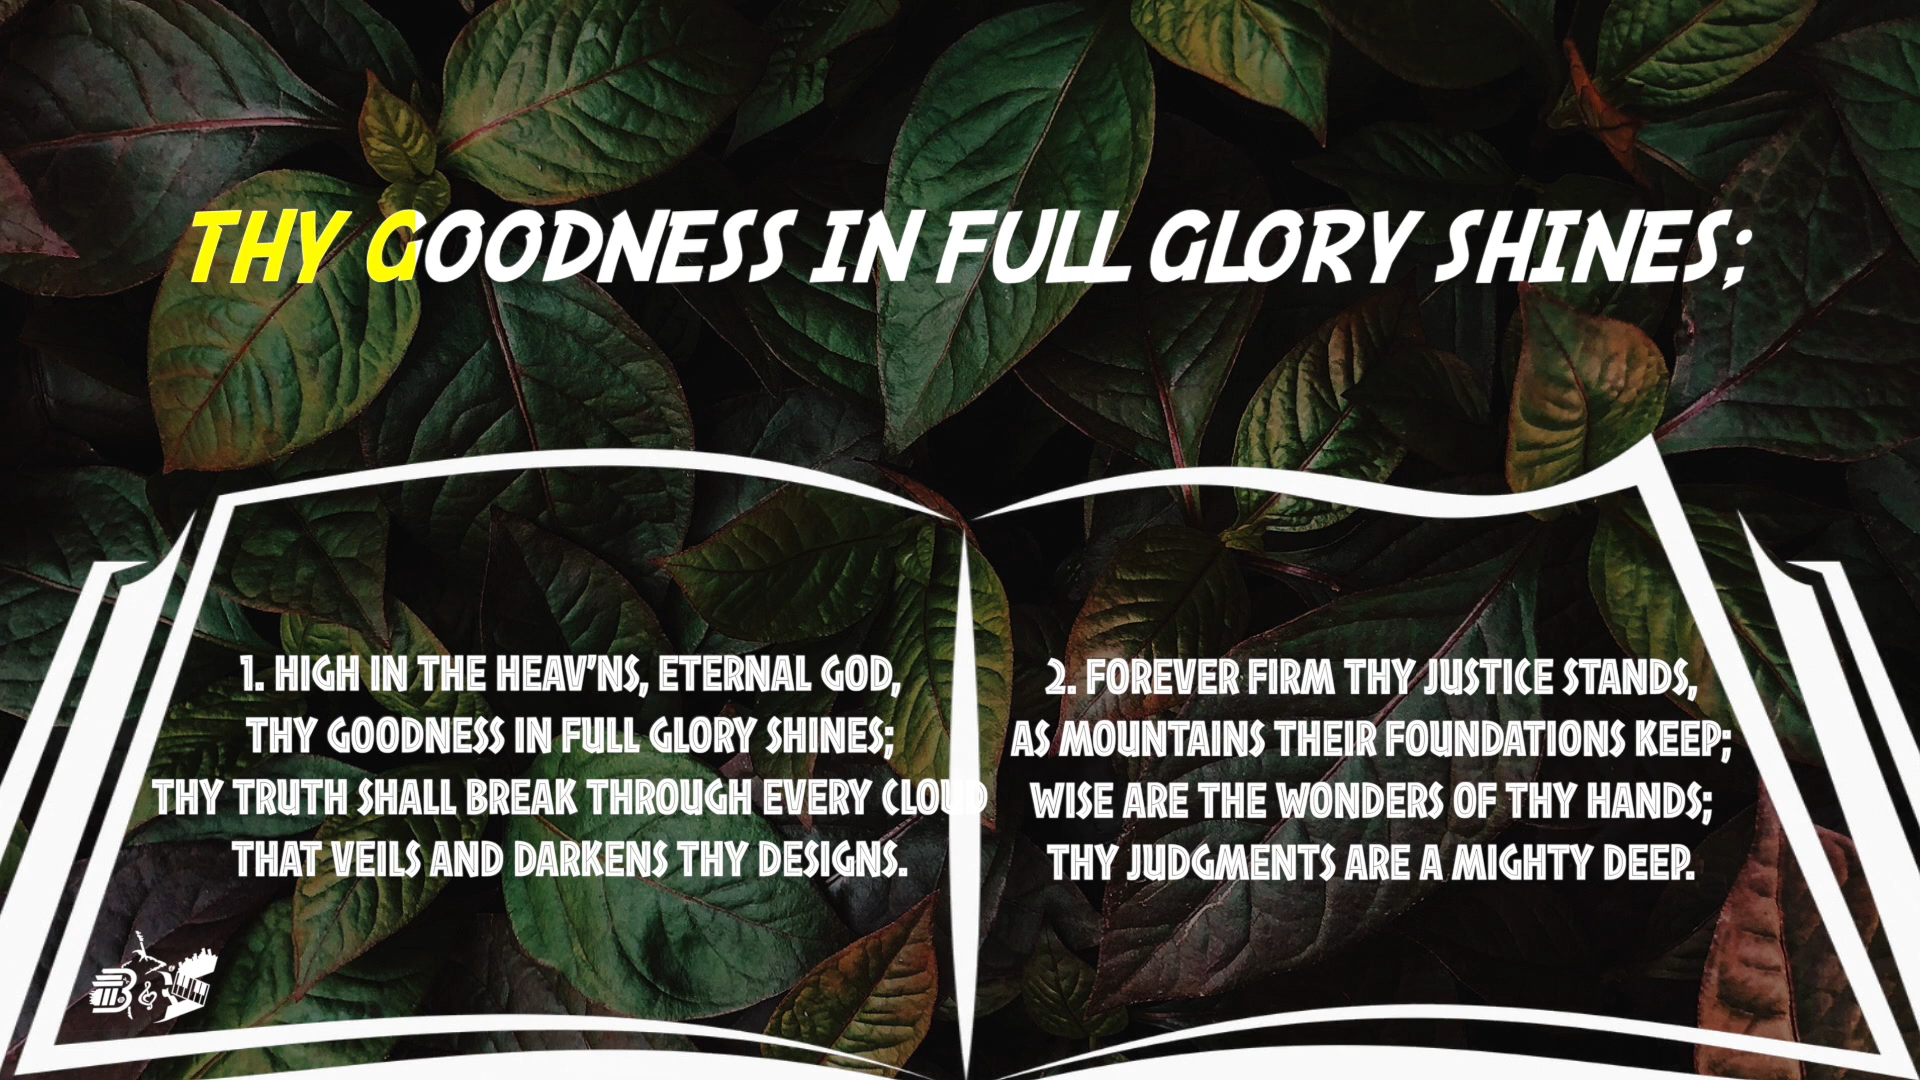 THY GOODNESS IN FULL GLORY SHINES;
1. HIGH IN THE HEAV'NS, ETERNAL GOD,
THY GOODNESS IN FULL GLORY SHINES;
THY TRUTH SHALL BREAK THROUGH EVERY CLOUD
THAT VEILS AND DARKENS THY DESIGNS.
2. FOREVER FIRM THY JUSTICE STANDS,
AS MOUNTAINS THEIR FOUNDATIONS KEEP;
WISE ARE THE WONDERS OF THY HANDS;
THY JUDGMENTS ARE A MIGHTY DEEP.